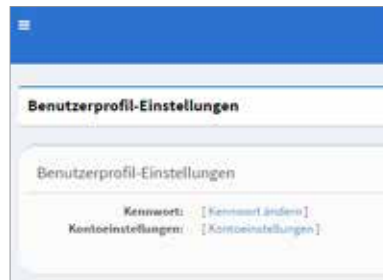 Benutzerprofil-Einstellungen
Benutzerprofil-Einstellungen
Kennwort: [Kennwort ändern]
Kontoeinstellungen: [Kontoeinstellungen]